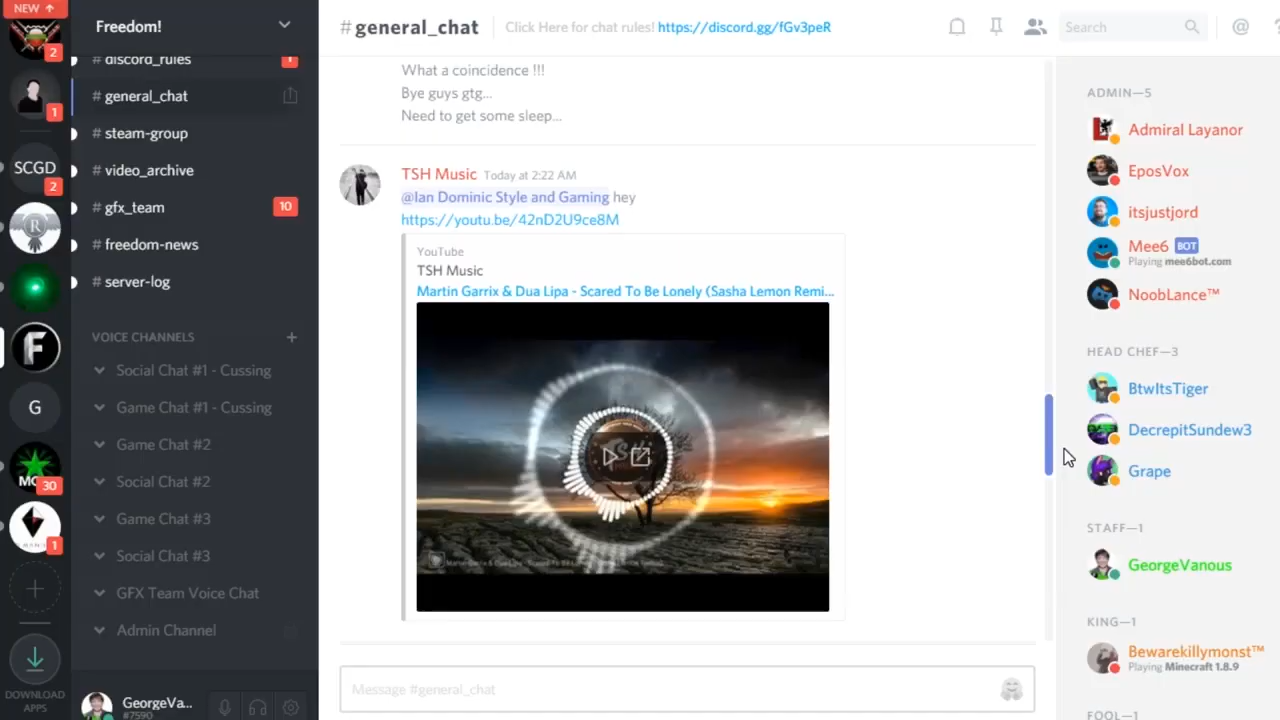 NEW ↑
2
1
SCGD
2
R
F
G
MC
30
1
DOWNLOAD
APPS
Freedom!
# discord_rules
1
# general_chat
# steam-group
# video_archive
# gfx_team
10
# freedom-news
# server-log
VOICE CHANNELS
Social Chat #1 - Cussing
Game Chat #1 - Cussing
Game Chat #2
Social Chat #2
Game Chat #3
Social Chat #3
GFX Team Voice Chat
Admin Channel
GeorgeVa...
#7590
#general_chat
Click Here for chat rules! https://discord.gg/fGv3peR
Search
What a coincidence !!!
Bye guys gtg...
Need to get some sleep...
TSH Music Today at 2:22 AM
@Ian Dominic Style and Gaming hey
https://youtu.be/42nD2U9ce8M
YouTube
TSH Music
Martin Garrix & Dua Lipa - Scared To Be Lonely (Sasha Lemon Remi...
Message #general_chat
ADMIN—5
Admiral Layanor
EposVox
itsjustjord
Mee6 BOT
Playing mee6bot.com
NoobLance™
HEAD CHEF—3
BtwItsTiger
DecrepitSundew3
Grape
STAFF—1
GeorgeVanous
KING—1
Bewarekillymonst™
Playing Minecraft 1.8.9
FOOL—1